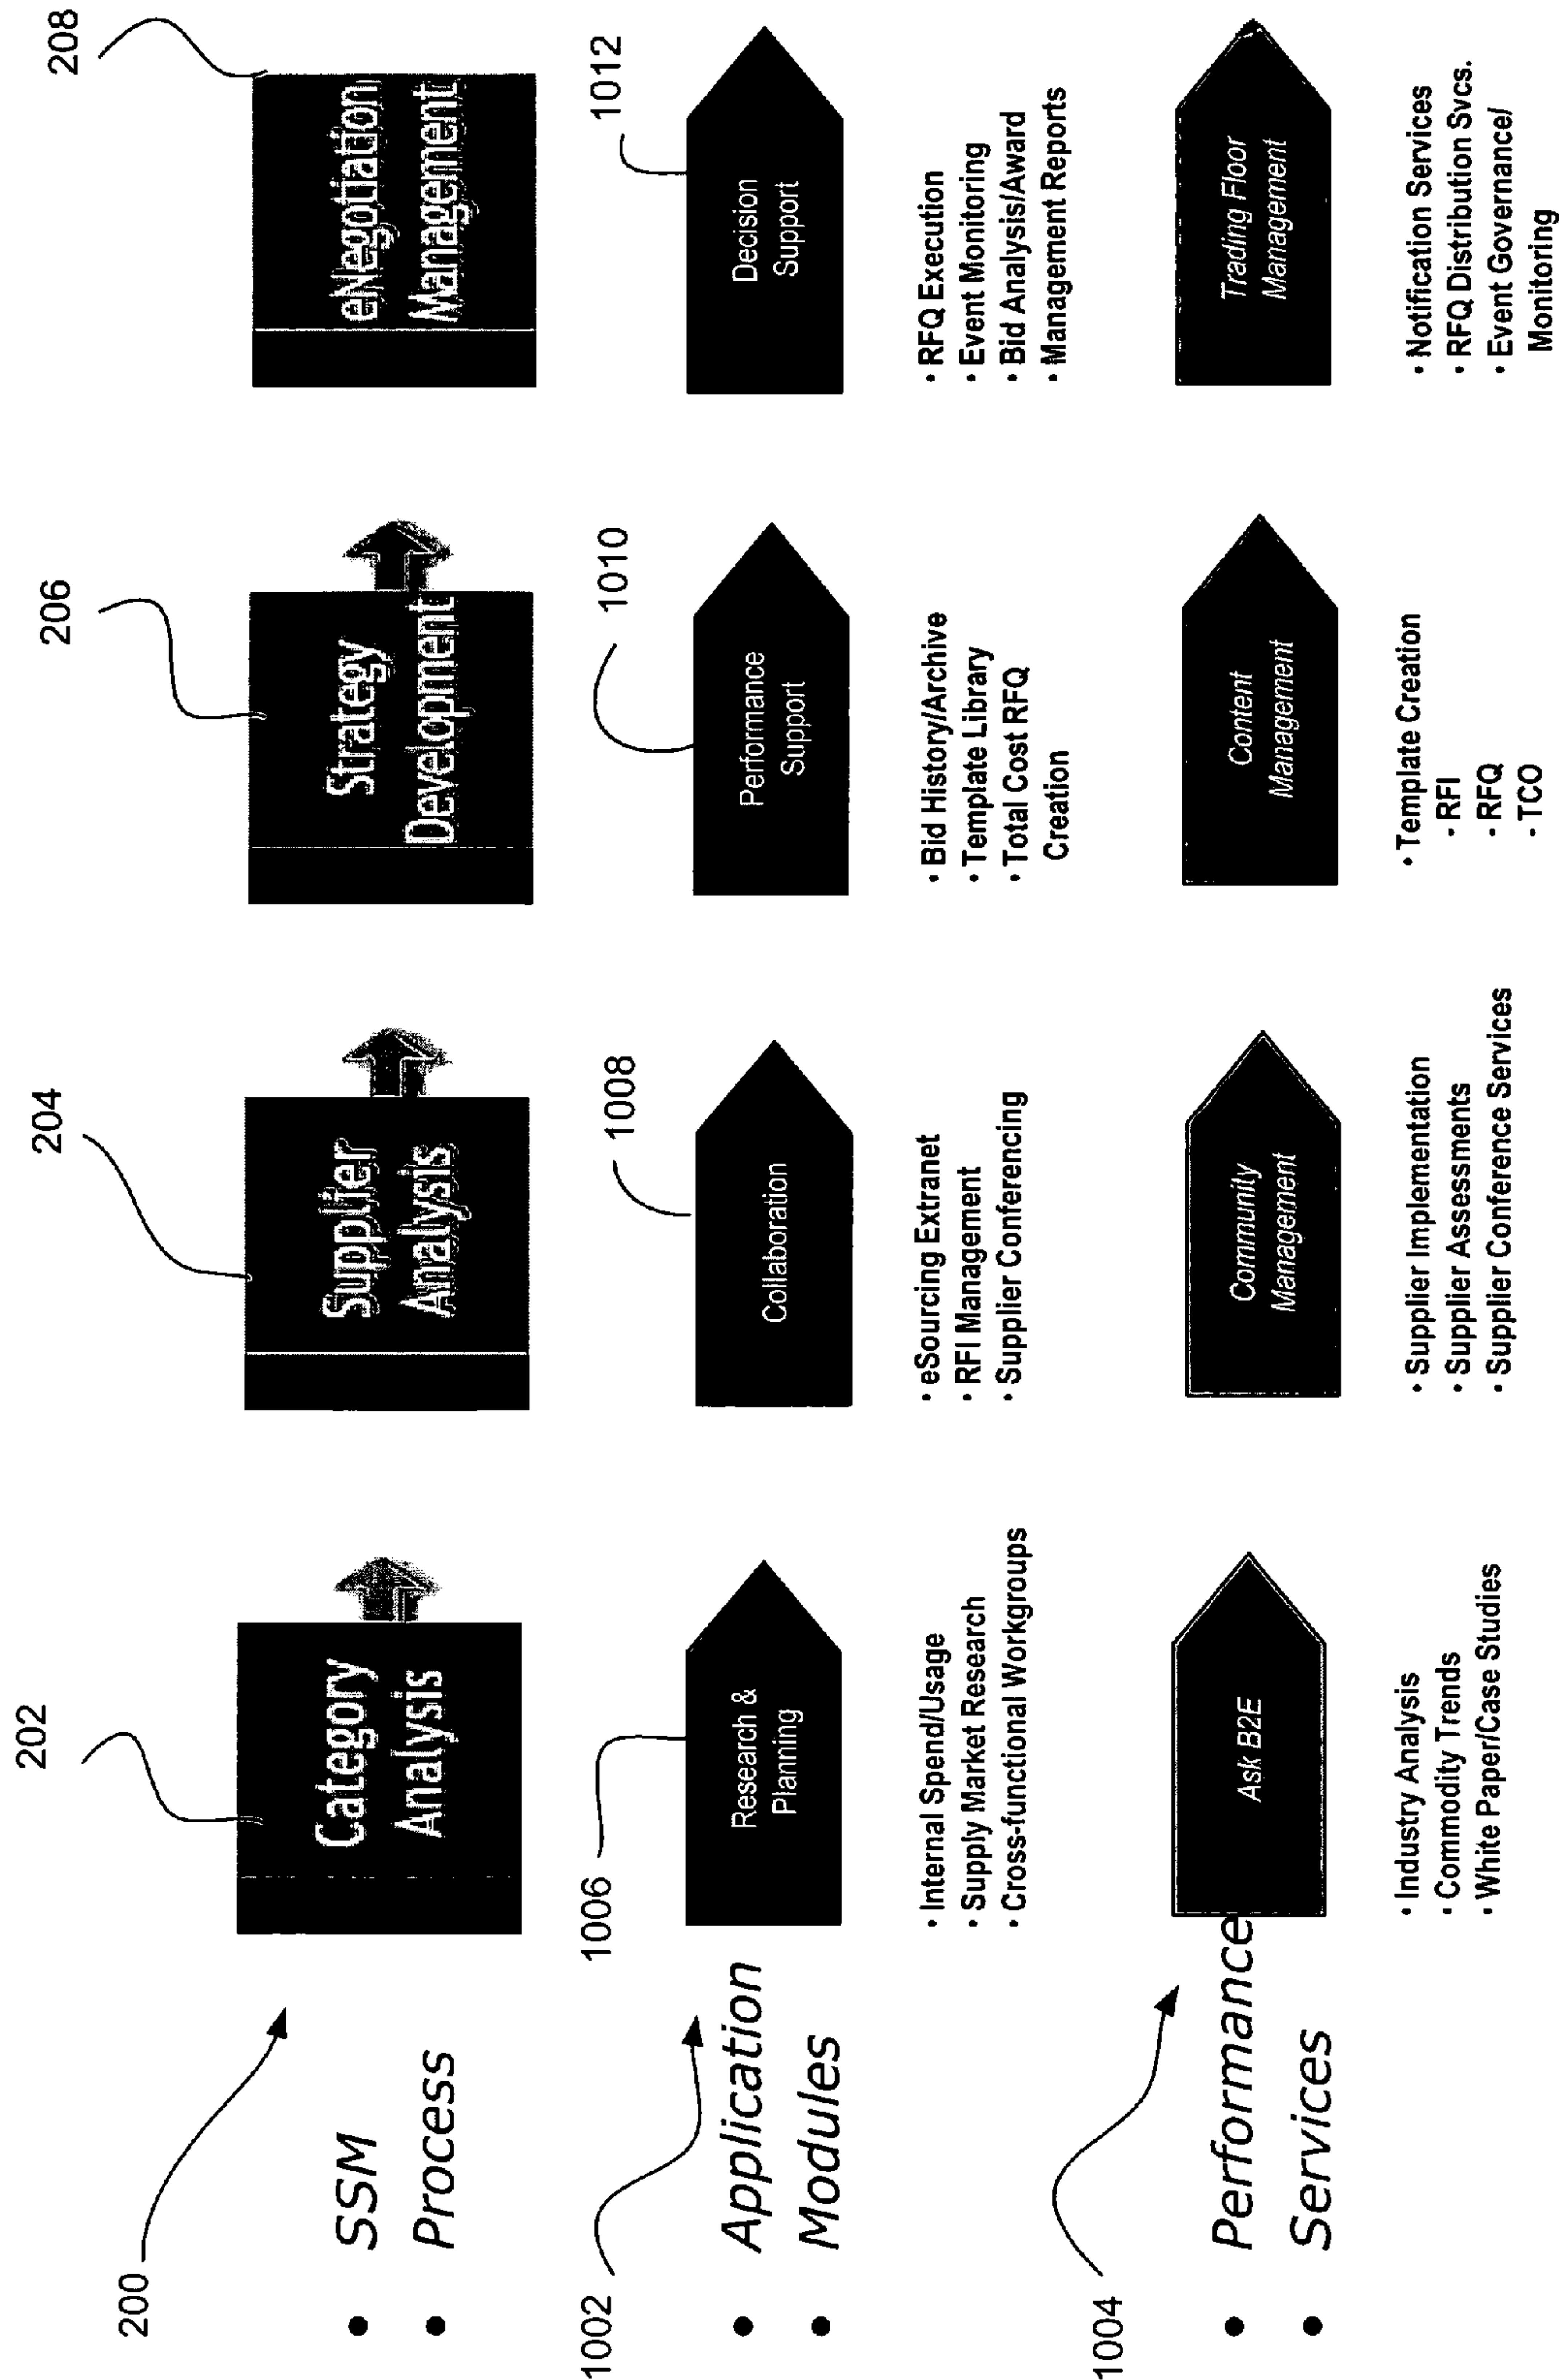 200
• SSM
• Process
202
Category
Analysis
204
Supplier
Analysis
206
Strategy
Development
208
eNegotiation
Management
1002
• Application
• Modules
1006
Research &
Planning
• Internal Spend/Usage
• Supply Market Research
• Cross-functional Workgroups
1008
Collaboration
• eSourcing Extranet
• RFI Management
• Supplier Conferencing
1010
Performance
Support
• Bid History/Archive
• Template Library
• Total Cost RFQ
Creation
1012
Decision
Support
• RFQ Execution
• Event Monitoring
• Bid Analysis/Award
• Management Reports
1004
• Performance
• Services
Ask B2E
• Industry Analysis
• Commodity Trends
• White Paper/Case Studies
Community
Management
• Supplier Implementation
• Supplier Assessments
• Supplier Conference Services
Content
Management
• Template Creation
- RFI
- RFQ
- TCO
Trading Floor
Management
• Notification Services
• RFQ Distribution Svcs.
• Event Governance/
Monitoring